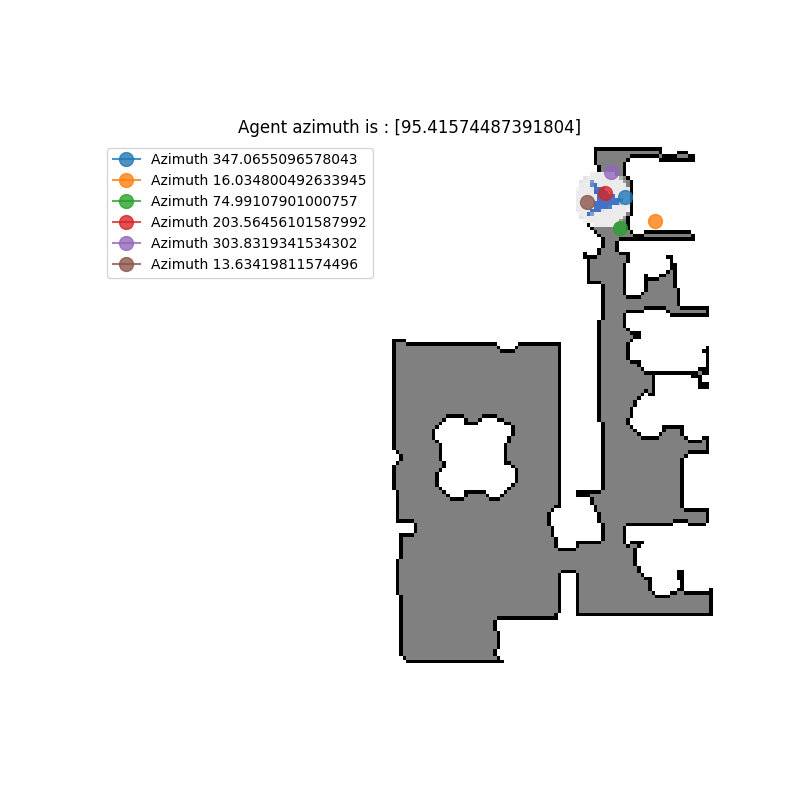 Agent azimuth is : [95.41574487391804]
Azimuth 347.0655096578043
Azimuth 16.034800492633945
Azimuth 74.99107901000757
Azimuth 203.56456101587992
Azimuth 303.8319341534302
Azimuth 13.63419811574496